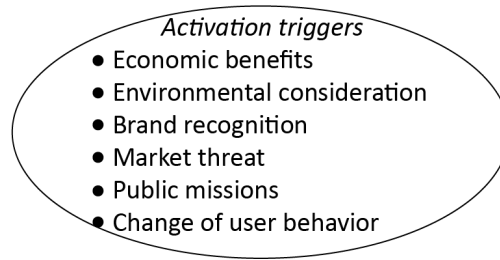 Activation triggers
● Economic benefits
● Environmental consideration
● Brand recognition
● Market threat
● Public missions
● Change of user behavior